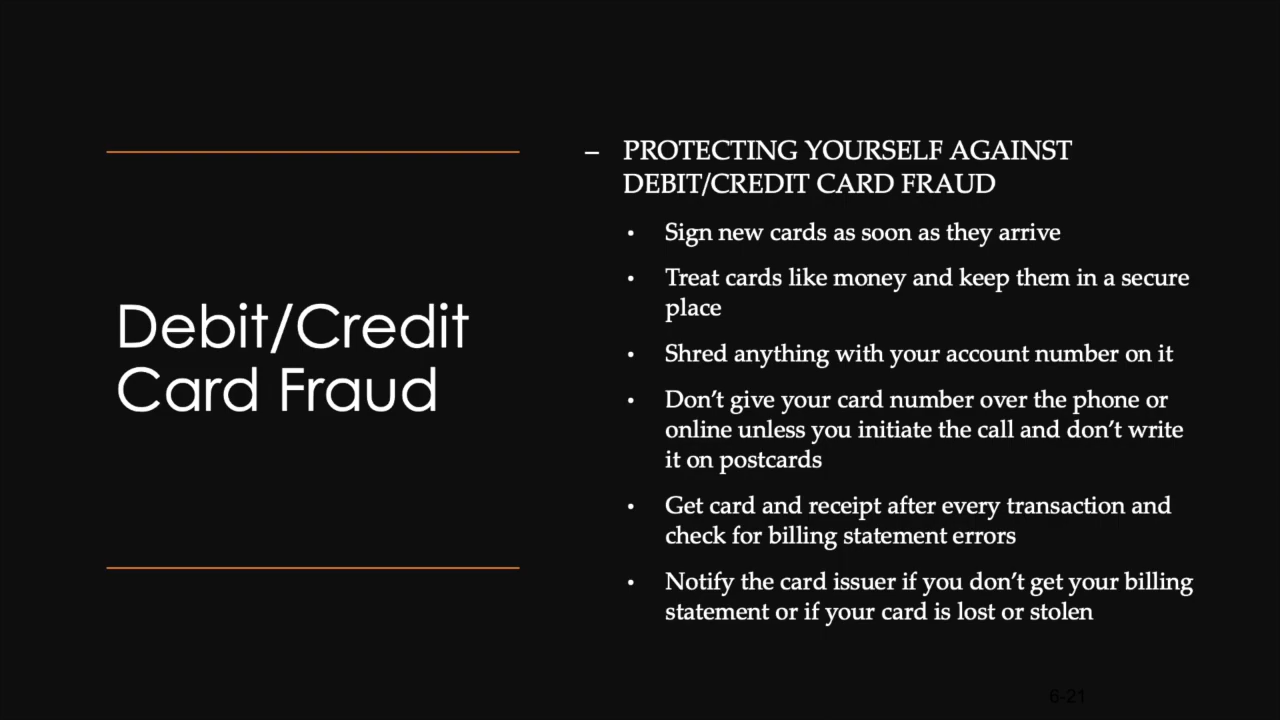 Debit/Credit
Card Fraud
– PROTECTING YOURSELF AGAINST
DEBIT/CREDIT CARD FRAUD
• Sign new cards as soon as they arrive
• Treat cards like money and keep them in a secure
place
• Shred anything with your account number on it
• Don’t give your card number over the phone or
online unless you initiate the call and don’t write
it on postcards
• Get card and receipt after every transaction and
check for billing statement errors
• Notify the card issuer if you don’t get your billing
statement or if your card is lost or stolen
6-21